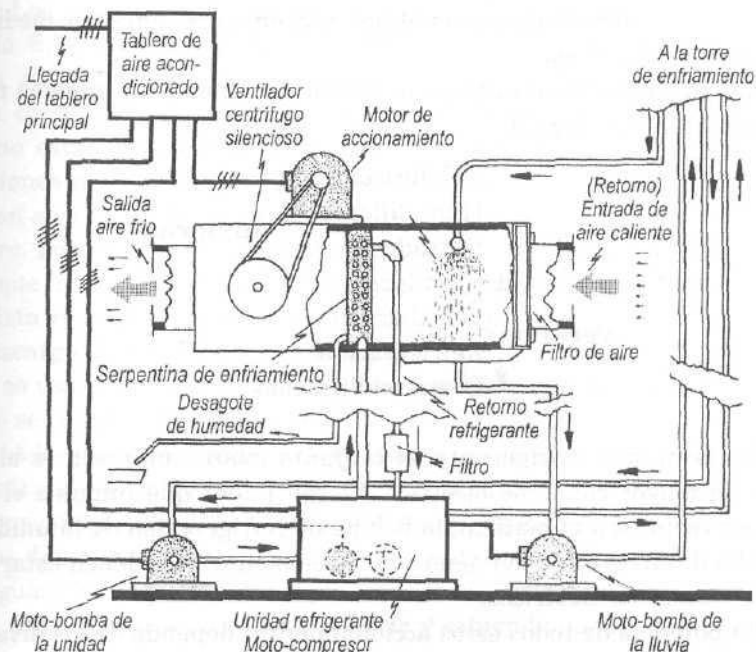 Llegada
del tablero
principal
Tablero de
aire acon-
dicionado
Ventilador
centrífugo
silencioso
Motor de
accionamiento
A la torre
de enfriamiento
Salida
aire frio
(Retorno)
Entrada de
aire caliente
Filtro de aire
Serpentina de enfriamiento
Desagote
de humedad
Retorno
refrigerante
Filtro
Moto-bomba de
la unidad
Unidad refrigerante
Moto-compresor
Moto-bomba de
la lluvia